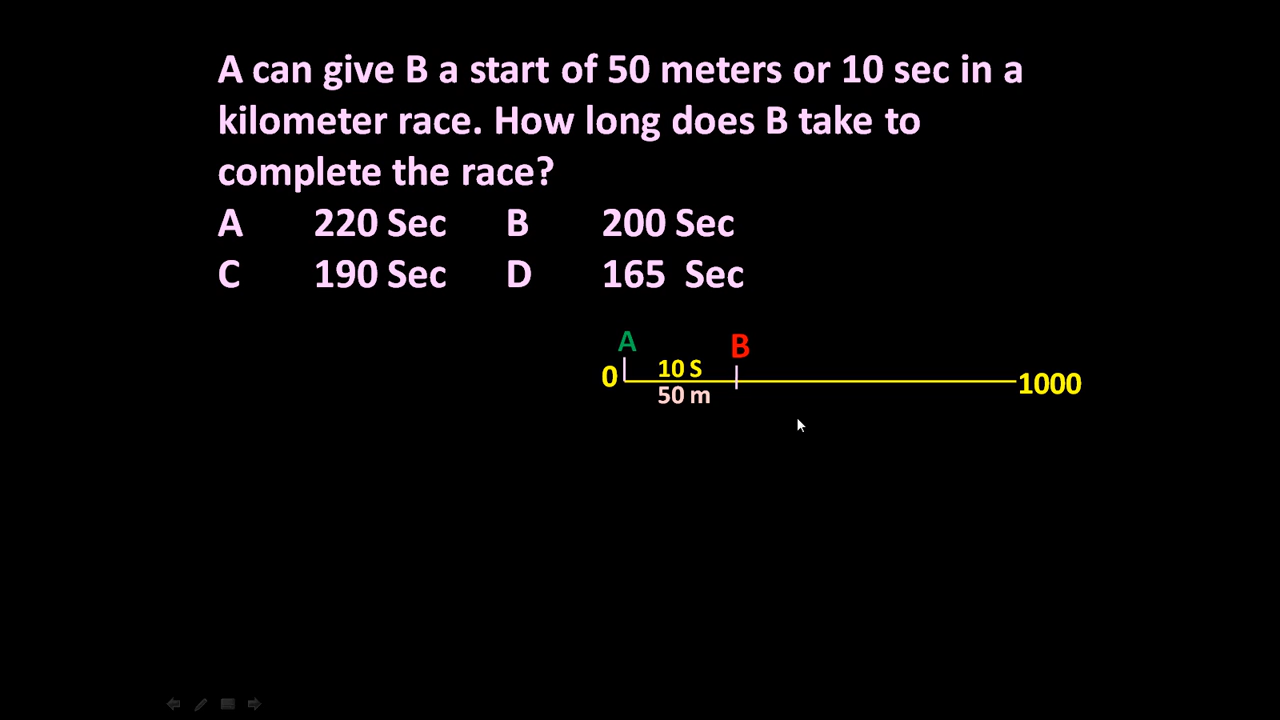 A can give B a start of 50 meters or 10 sec in a
kilometer race. How long does B take to
complete the race?
A 220 Sec B 200 Sec
C 190 Sec D 165 Sec
A B
0 10 S 1000
50 m